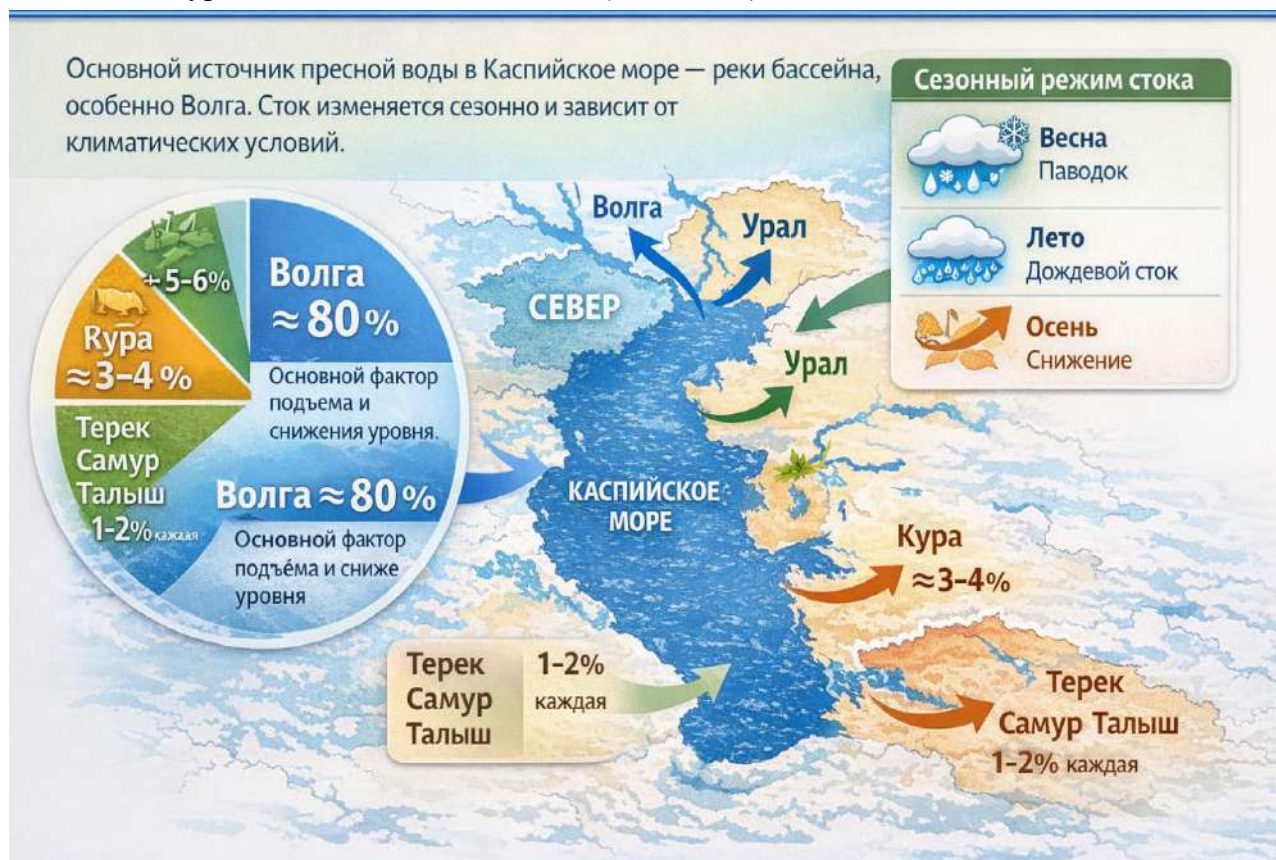 Основной источник пресной воды в Каспийское море — реки бассейна,
особенно Волга. Сток изменяется сезонно и зависит от
климатических условий.
Сезонный режим стока
Весна
Паводок
Лето
Дождевой сток
Осень
Снижение
Волга
≈ 80 %
Основной фактор
подъема и
снижения уровня.
5-6%
Кура
≈ 3-4 %
Терек
Самур
Талыш
1-2% каждая
Волга ≈ 80 %
Основной фактор
подъéма и сниже
уровня
Волга
Урал
СЕВЕР
Урал
КАСПИЙСКОЕ
МОРЕ
Кура
≈ 3-4%
Терек 1-2%
Самур каждая
Талыш
Терек
Самур Талыш
1-2% каждая